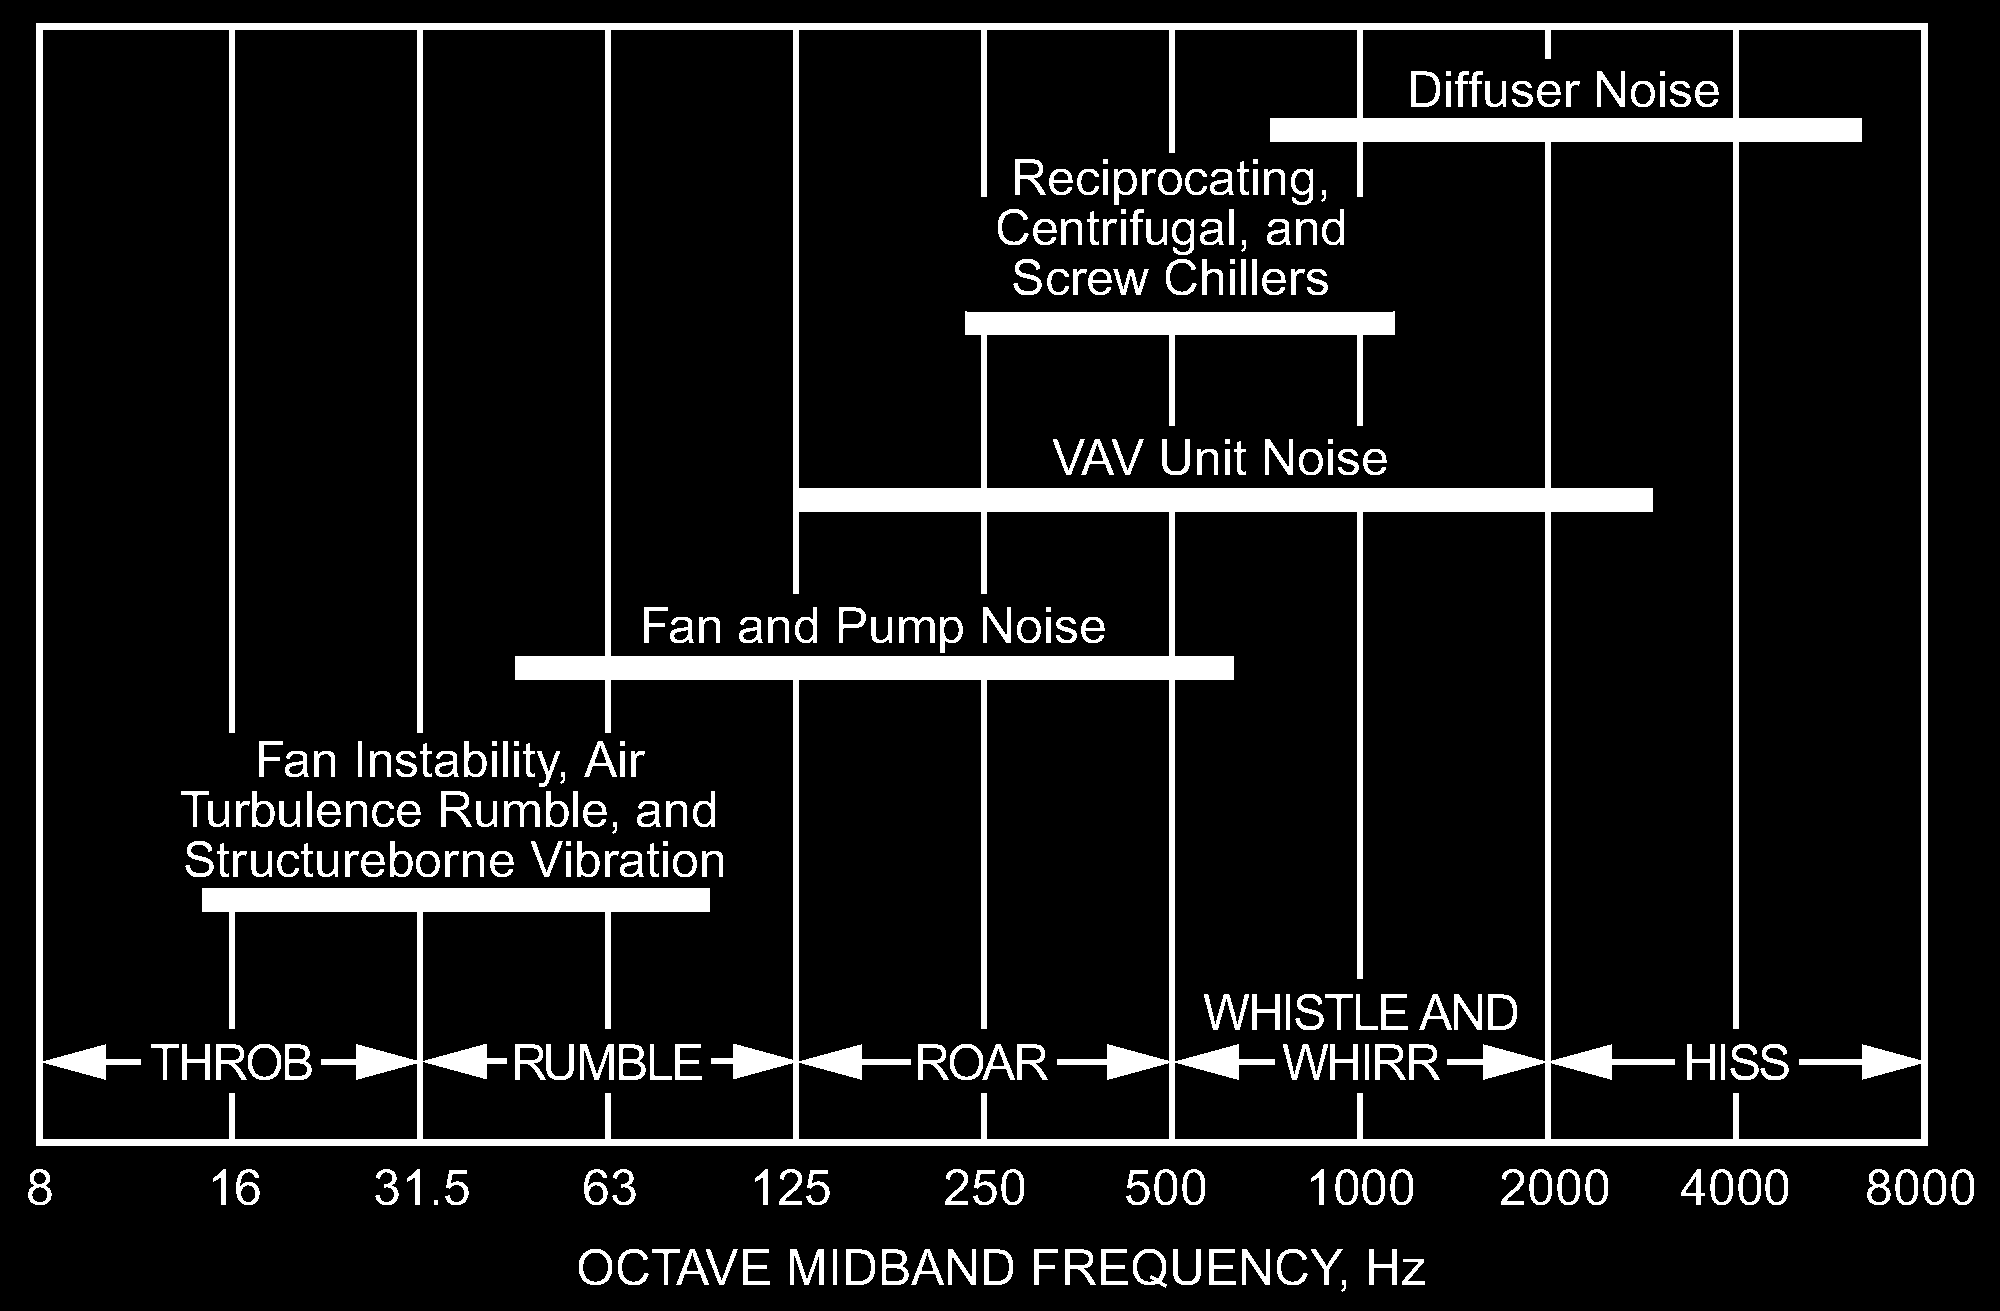 Diffuser Noise
Reciprocating,
Centrifugal, and
Screw Chillers
VAV Unit Noise
Fan and Pump Noise
Fan Instability, Air
Turbulence Rumble, and
Structureborne Vibration
WHISTLE AND
THROB RUMBLE ROAR WHIRR HISS
8 16 31.5 63 125 250 500 1000 2000 4000 8000
OCTAVE MIDBAND FREQUENCY, Hz